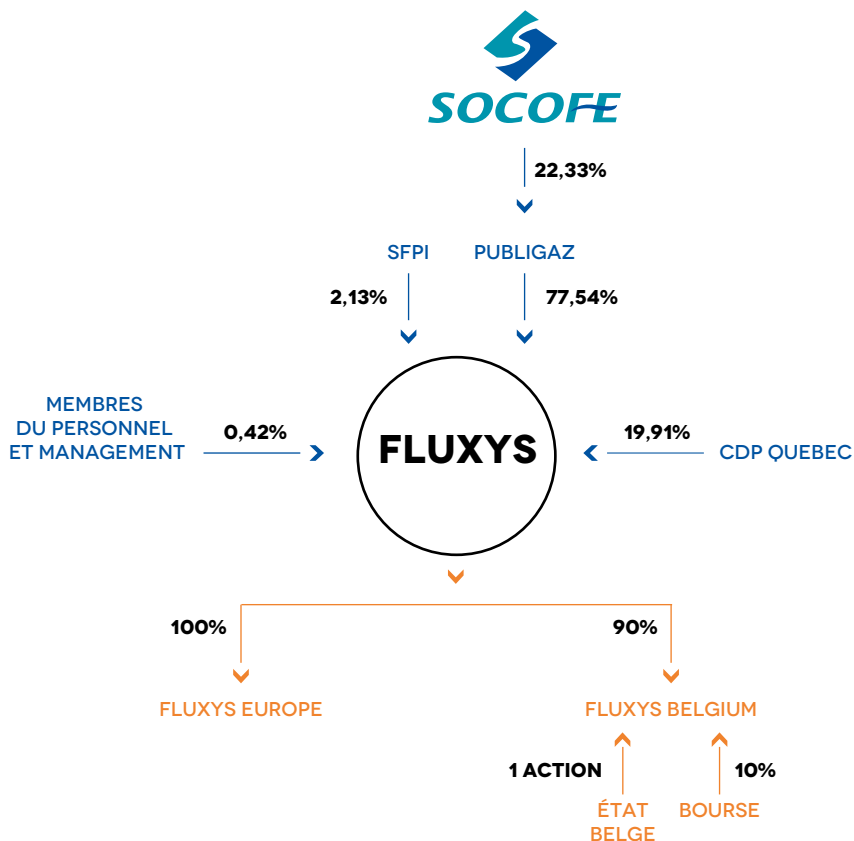 SOCOFE
22,33%
SFPI PUBLIGAZ
2,13% 77,54%
MEMBRES
DU PERSONNEL
ET MANAGEMENT
0,42%
FLUXYS
19,91%
CDP QUEBEC
100% 90%
FLUXYS EUROPE FLUXYS BELGIUM
1 ACTION 10%
ÉTAT
BELGE
BOURSE